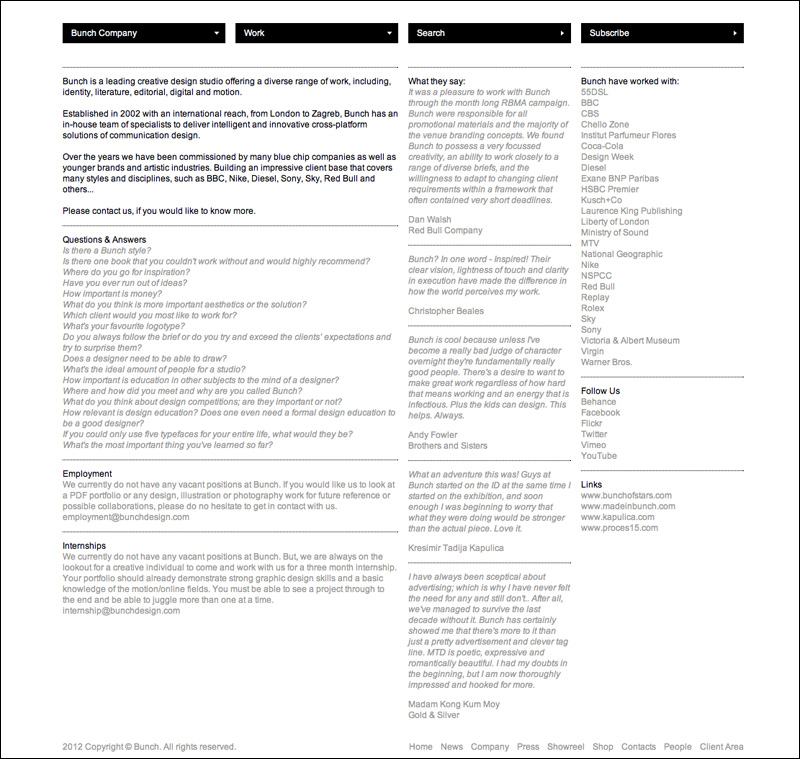 Bunch Company
Work
Search
Subscribe
Bunch is a leading creative design studio offering a diverse range of work, including,
identity, literature, editorial, digital and motion.
Established in 2002 with an international reach, from London to Zagreb, Bunch has an
in-house team of specialists to deliver intelligent and innovative cross-platform
solutions of communication design.
Over the years we have been commissioned by many blue chip companies as well as
younger brands and artistic industries. Building an impressive client base that covers
many styles and disciplines, such as BBC, Nike, Diesel, Sony, Sky, Red Bull and
others...
Please contact us, if you would like to know more.
Questions & Answers
Is there a Bunch style?
Is there one book that you couldn't work without and would highly recommend?
Where do you go for inspiration?
Have you ever run out of ideas?
How important is money?
What do you think is more important aesthetics or the solution?
Which client would you most like to work for?
What's your favourite logotype?
Do you always follow the brief or do you try and exceed the clients' expectations and
try to surprise them?
Does a designer need to be able to draw?
What's the ideal amount of people for a studio?
How important is education in other subjects to the mind of a designer?
Where and how did you meet and why are you called Bunch?
What do you think about design competitions; are they important or not?
How relevant is design education? Does one even need a formal design education to
be a good designer?
If you could only use five typefaces for your entire life, what would they be?
What's the most important thing you've learned so far?
Employment
We currently do not have any vacant positions at Bunch. If you would like us to look at
a PDF portfolio or any design, illustration or photography work for future reference or
possible collaborations, please do no hesitate to get in contact with us.
employment@bunchdesign.com
Internships
We currently do not have any vacant positions at Bunch. But, we are always on the
lookout for a creative individual to come and work with us for a three month internship.
Your portfolio should already demonstrate strong graphic design skills and a basic
knowledge of the motion/online fields. You must be able to see a project through to
the end and be able to juggle more than one at a time.
internship@bunchdesign.com
What they say:
It was a pleasure to work with Bunch
through the month long RBMA campaign.
Bunch were responsible for all
promotional materials and the majority of
the venue branding concepts. We found
Bunch to possess a very focussed
creativity, an ability to work closely to a
range of diverse briefs, and the
willingness to adapt to changing client
requirements within a framework that
often contained very short deadlines.
Dan Walsh
Red Bull Company
Bunch? In one word - Inspired! Their
clear vision, lightness of touch and clarity
in execution have made the difference in
how the world perceives my work.
Christopher Beales
Bunch is cool because unless I've
become a really bad judge of character
overnight they're fundamentally really
good people. There's a desire to want to
make great work regardless of how hard
that means working and an energy that is
infectious. Plus the kids can design. This
helps. Always.
Andy Fowler
Brothers and Sisters
What an adventure this was! Guys at
Bunch started on the ID at the same time I
started on the exhibition, and soon
enough I was beginning to worry that
what they were doing would be stronger
than the actual piece. Love it.
Kresimir Tadija Kapulica
I have always been sceptical about
advertising; which is why I have never felt
the need for any and still don't.. After all,
we've managed to survive the last
decade without it. Bunch has certainly
showed me that there's more to it than
just a pretty advertisement and clever tag
line. MTD is poetic, expressive and
romantically beautiful. I had my doubts in
the beginning, but I am now thoroughly
impressed and hooked for more.
Madam Kong Kum Moy
Gold & Silver
Bunch have worked with:
55DSL
BBC
CBS
Chello Zone
Institut Parfumeur Flores
Coca-Cola
Design Week
Diesel
Exane BNP Paribas
HSBC Premier
Kusch+Co
Laurence King Publishing
Liberty of London
Ministry of Sound
MTV
National Geographic
Nike
NSPCC
Red Bull
Replay
Rolex
Sky
Sony
Victoria & Albert Museum
Virgin
Warner Bros.
Follow Us
Behance
Facebook
Flickr
Twitter
Vimeo
YouTube
Links
www.bunchofstars.com
www.madeinbunch.com
www.kapulica.com
www.proces15.com
2012 Copyright © Bunch. All rights reserved.
Home News Company Press Showreel Shop Contacts People Client Area